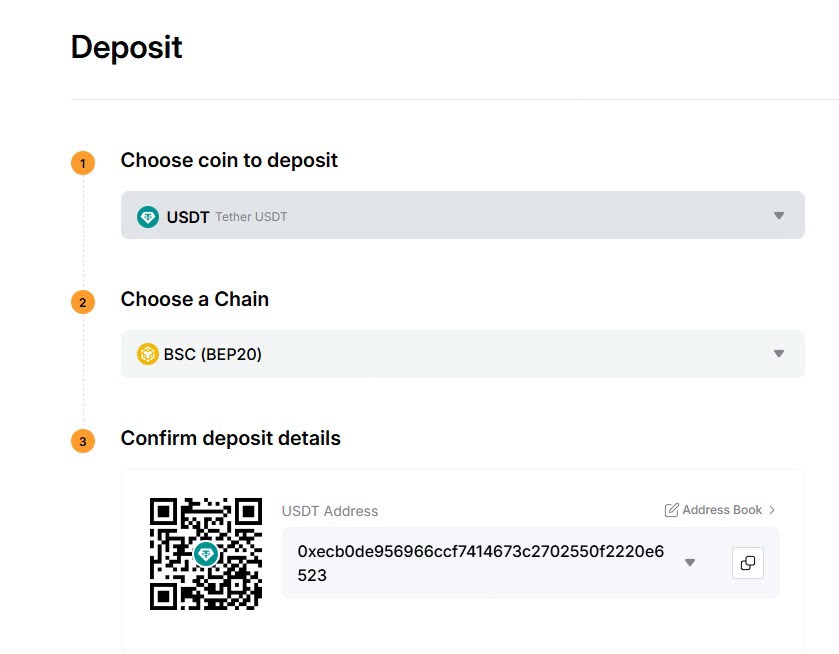 Deposit
1
Choose coin to deposit
USDT Tether USDT
2
Choose a Chain
BSC (BEP20)
3
Confirm deposit details
USDT Address
Address Book
0xecb0de956966ccf7414673c2702550f2220e6
523